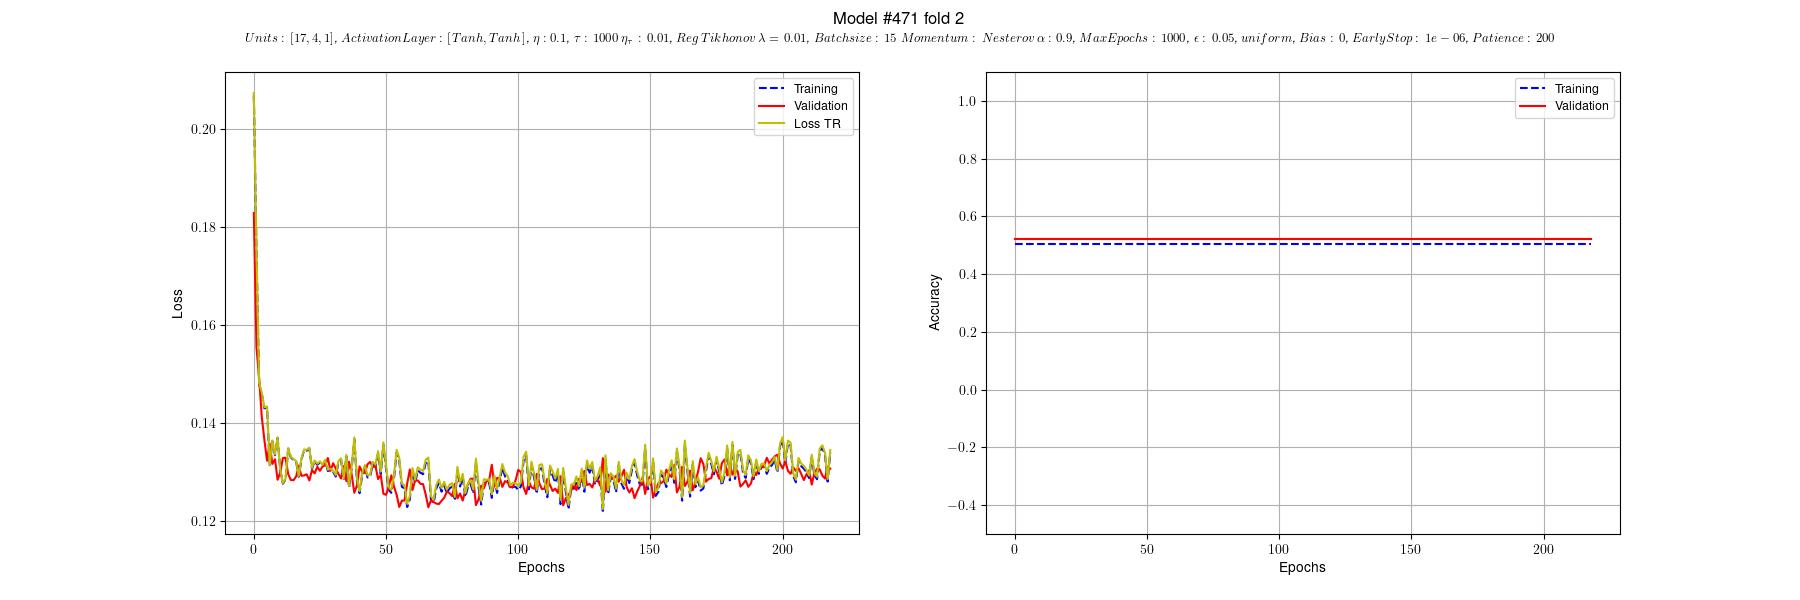 Model #471 fold 2
Units : [17, 4, 1], ActivationLayer : [Tanh, Tanh], η : 0.1, τ : 1000 ητ : 0.01, Reg Tikhonov λ = 0.01, Batchsize : 15 Momentum : Nesterov α : 0.9, MaxEpochs : 1000, ϵ : 0.05, uniform, Bias : 0, EarlyStop : 1e − 06, Patience : 200
Training
Validation
Loss TR
0.20
0.18
0.16
0.14
0.12
Loss
0 50 100 150 200
Epochs
Training
Validation
1.0
0.8
0.6
0.4
0.2
0.0
−0.2
−0.4
Accuracy
0 50 100 150 200
Epochs